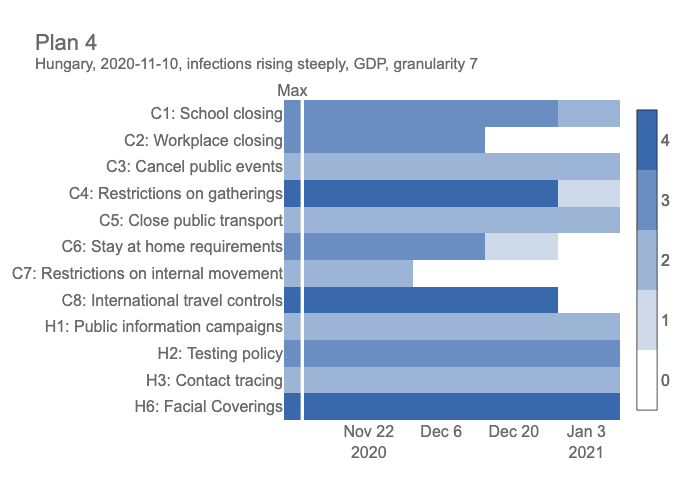 Plan 4
Hungary, 2020-11-10, infections rising steeply, GDP, granularity 7
Max
C1: School closing
C2: Workplace closing
C3: Cancel public events
C4: Restrictions on gatherings
C5: Close public transport
C6: Stay at home requirements
C7: Restrictions on internal movement
C8: International travel controls
H1: Public information campaigns
H2: Testing policy
H3: Contact tracing
H6: Facial Coverings
4
3
2
1
0
Nov 22 Dec 6 Dec 20 Jan 3
2020 2021